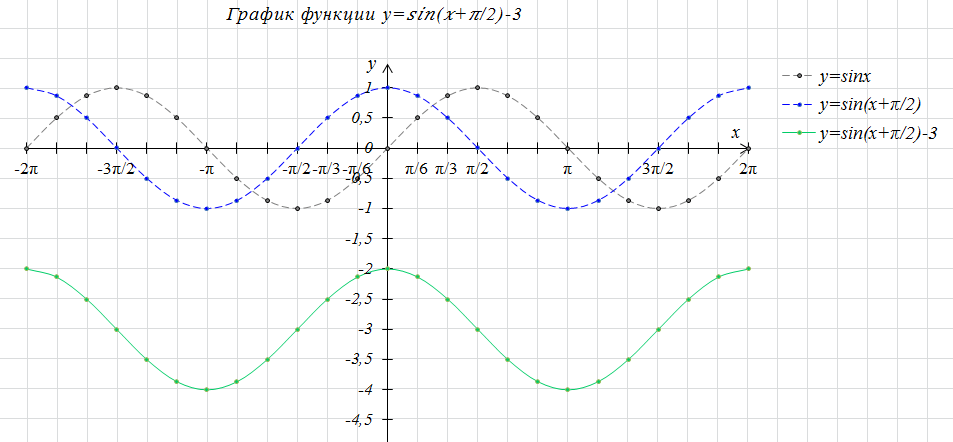 График функции y=sin(x+π/2)-3
y
x
1
0,5
0
-0,5
-1
-1,5
-2
-2,5
-3
-3,5
-4
-4,5
-2π -3π/2 -π -π/2 -π/3 -π/6 π/6 π/3 π/2 π 3π/2 2π
y=sinx
y=sin(x+π/2)
y=sin(x+π/2)-3